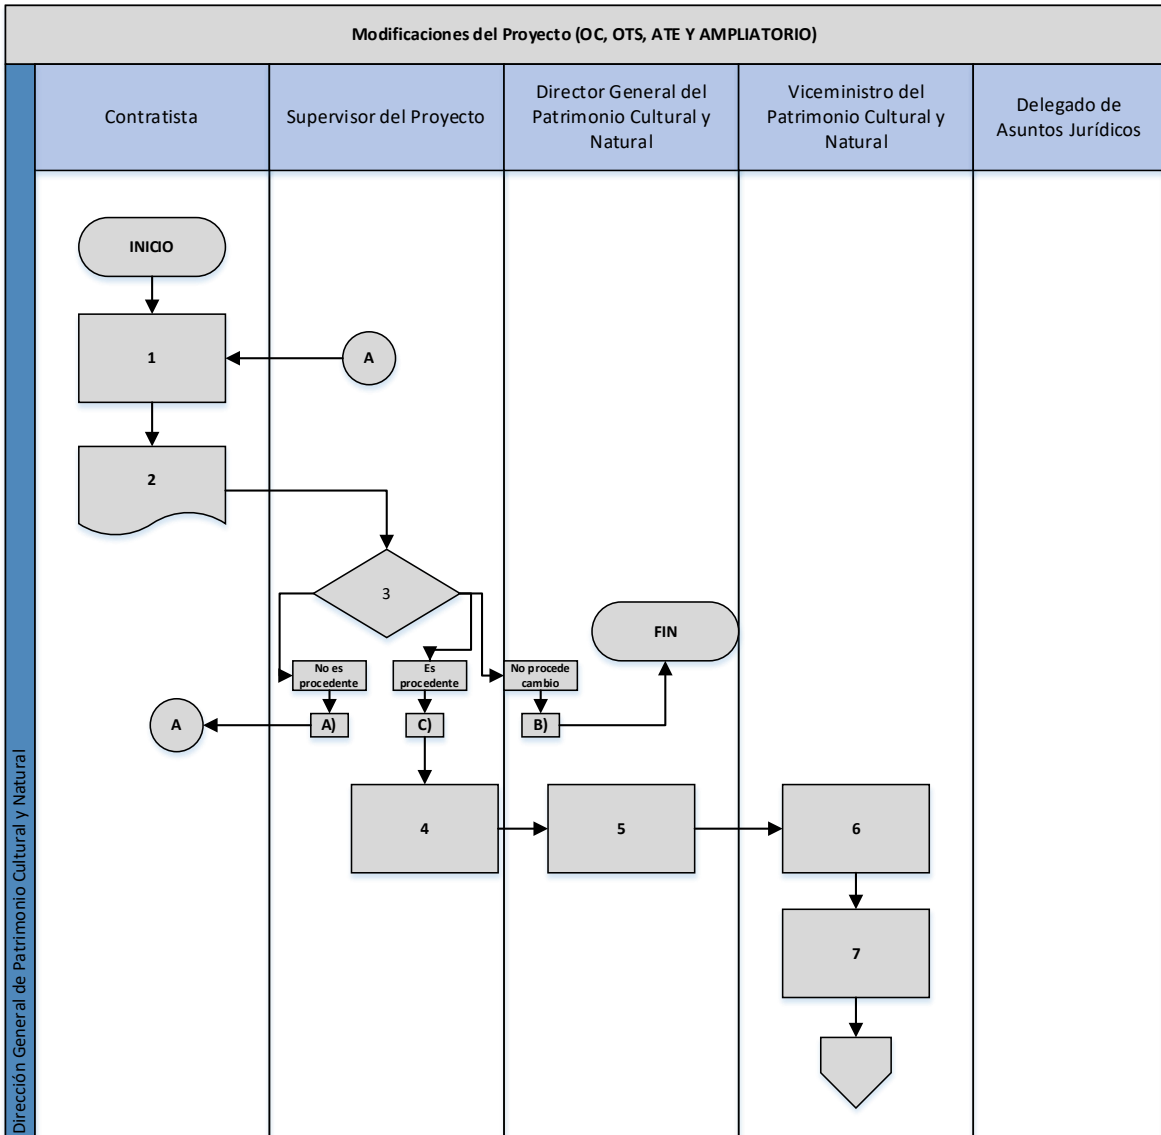 Modificaciones del Proyecto (OC, OTS, ATE Y AMPLIATORIO)
Dirección General de Patrimonio Cultural y Natural
Contratista
Supervisor del Proyecto
Director General del
Patrimonio Cultural y
Natural
Viceministro del
Patrimonio Cultural y
Natural
Delegado de
Asuntos Jurídicos
INICIO
1
A
2
3
FIN
No es
procedente
Es
procedente
No procede
cambio
A
A)
C)
B)
4
5
6
7